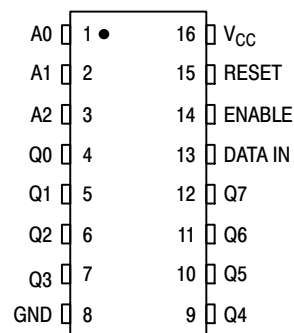 A0 1 16 VCC
A1 2 15 RESET
A2 3 14 ENABLE
Q0 4 13 DATA IN
Q1 5 12 Q7
Q2 6 11 Q6
Q3 7 10 Q5
GND 8 9 Q4